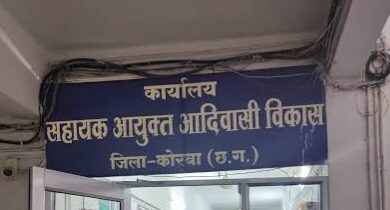 कार्यालय
सहायक आयुक्त आदिवासी विकास
जिला-कोरबा (छ.ग.)